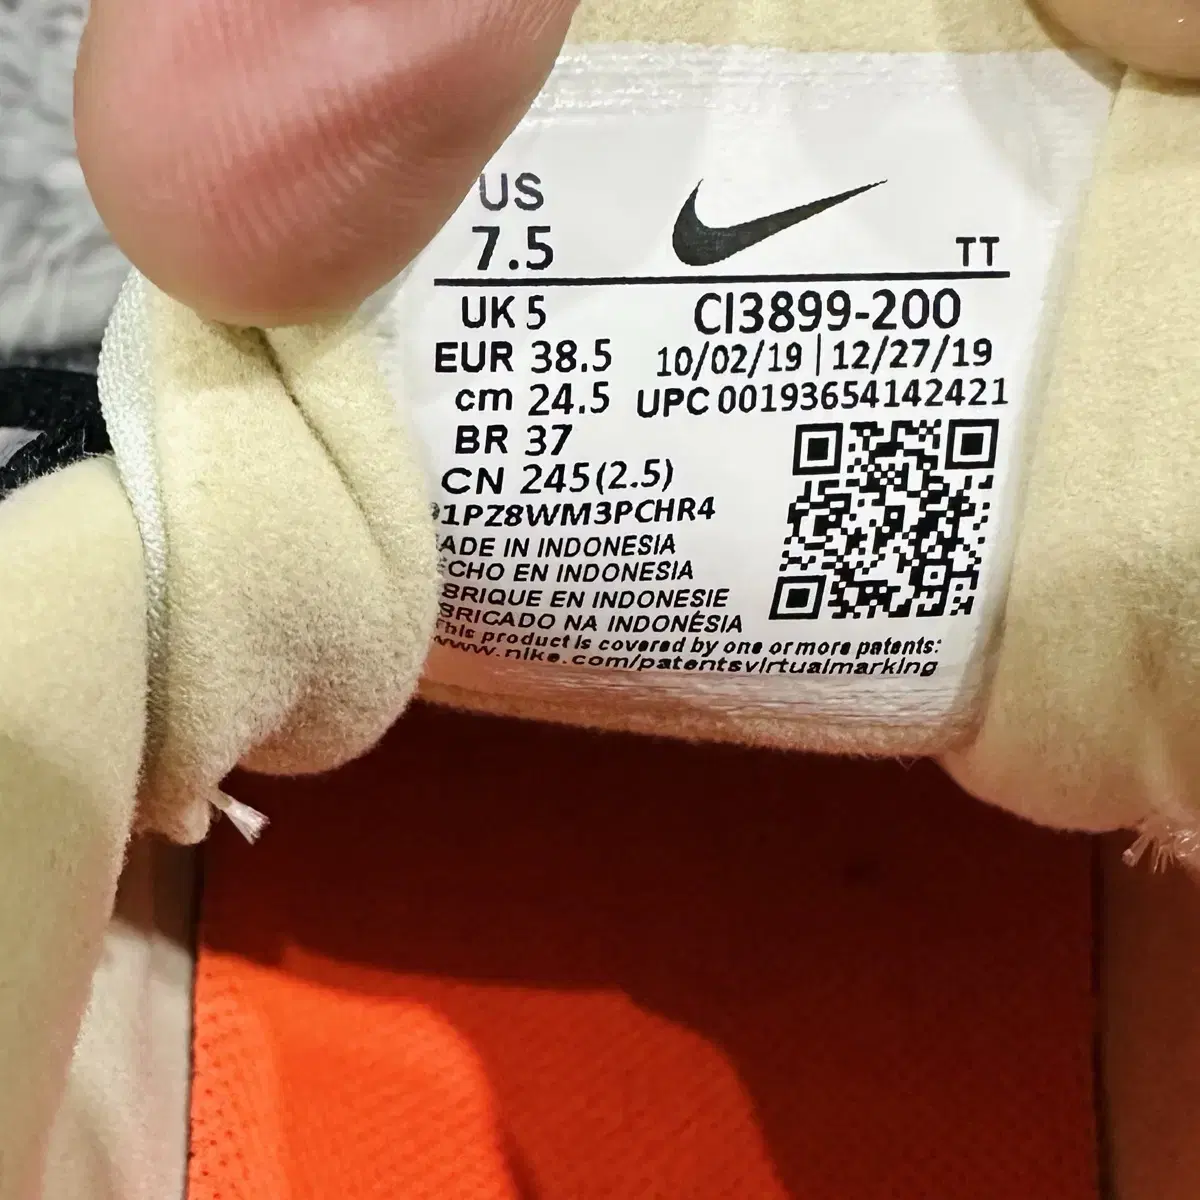 US
7.5
TT
UK 5
CI3899-200
EUR 38.5
10/02/19 | 12/27/19
cm 24.5
UPC 00193654142421
BR 37
CN 245(2.5)
1PZ8WM3PCHR4
ADE IN INDONESIA
CHO EN INDONESIA
BRIQUE EN INDONESIE
BRICADO NA INDONÉSIA
This product is covered by one or more patents:
www.nike.com/patentsvirtualmarking